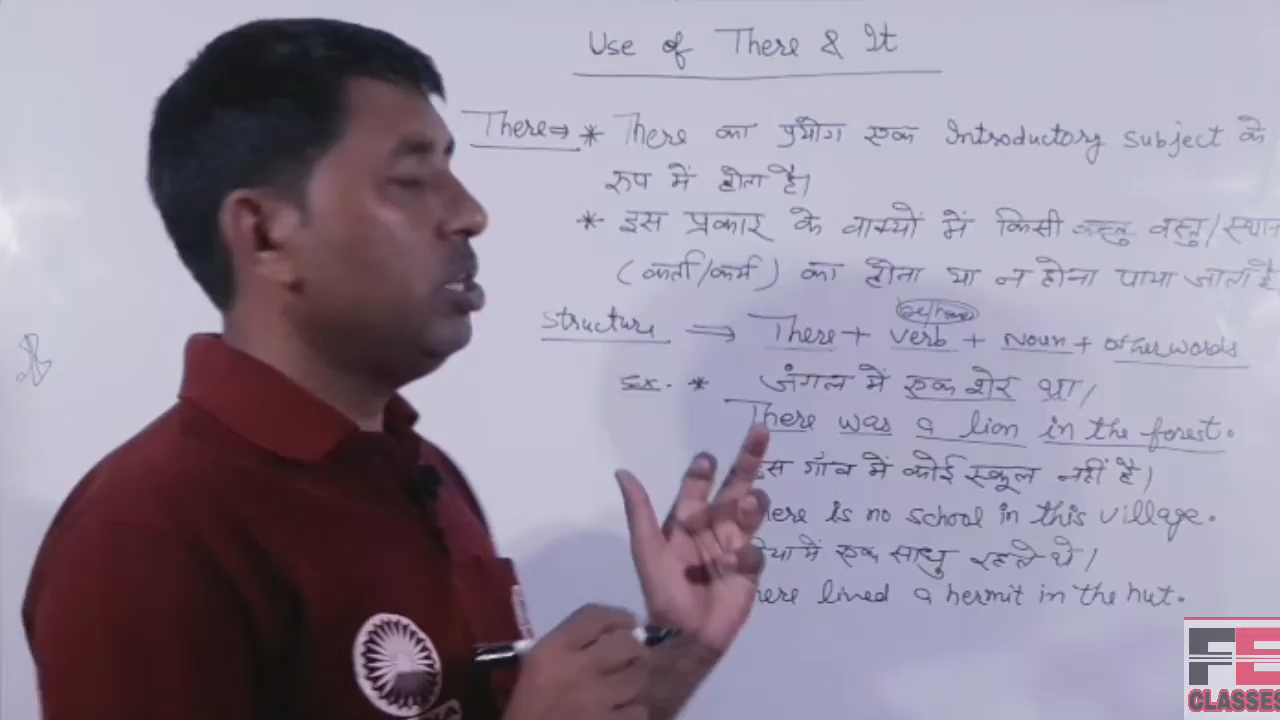 Use of There & It
There ⇒ * There का प्रयोग एक Introductory subject के
रुप में होता है।
* इस प्रकार के वाक्यों में किसी वस्तु/स्थान
(कर्ता/कर्म) का होना या न होना पाया जाता है
Structure ⇒ There + verb + Noun + other words
Ex. * जंगल में एक शेर था।
There was a lion in the forest.
गाँव में कोई स्कूल नहीं है।
is no school in this village.
में एक साधु रहते थे।
lived a hermit in the hut.
FE
CLASSES